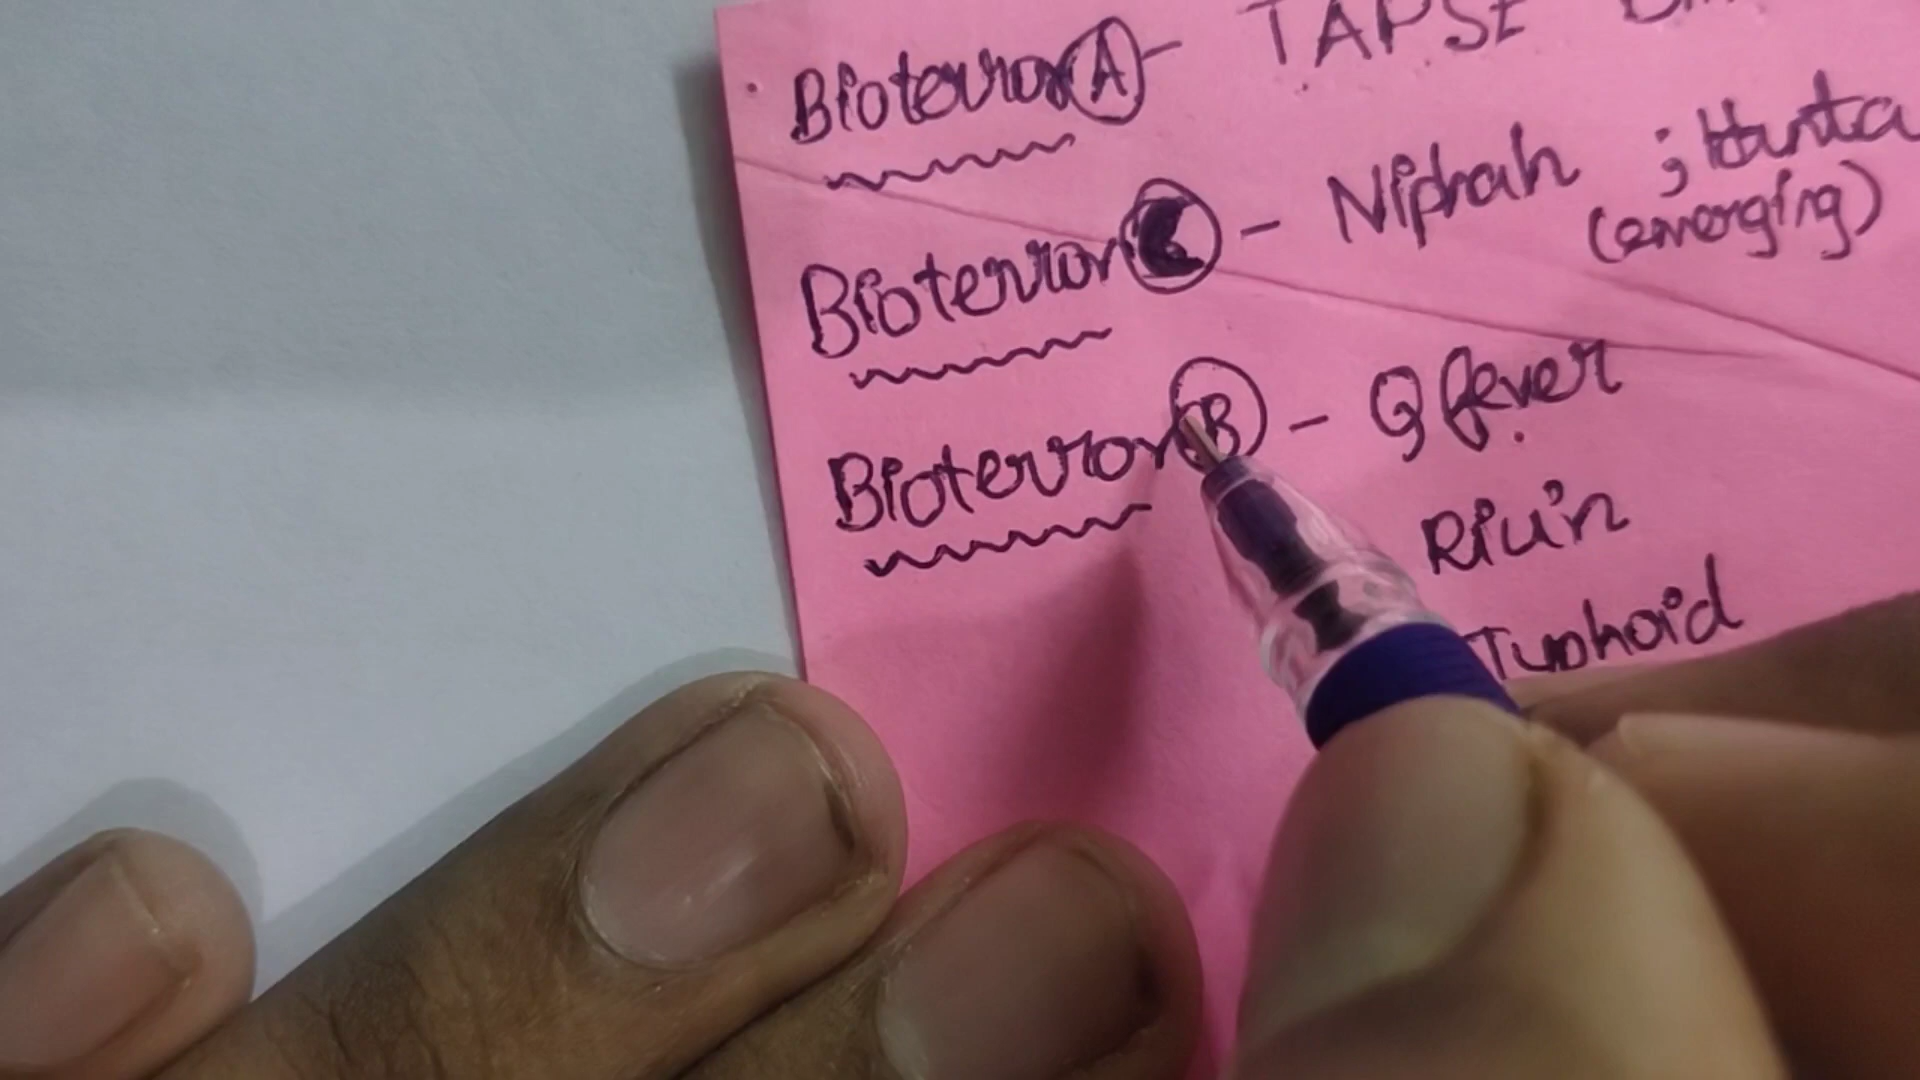 Bioterror A - TAPSE
Bioterror C - Niphah ; Hanta
(emerging)
Bioterror B - Q fever
Ricin
Typhoid